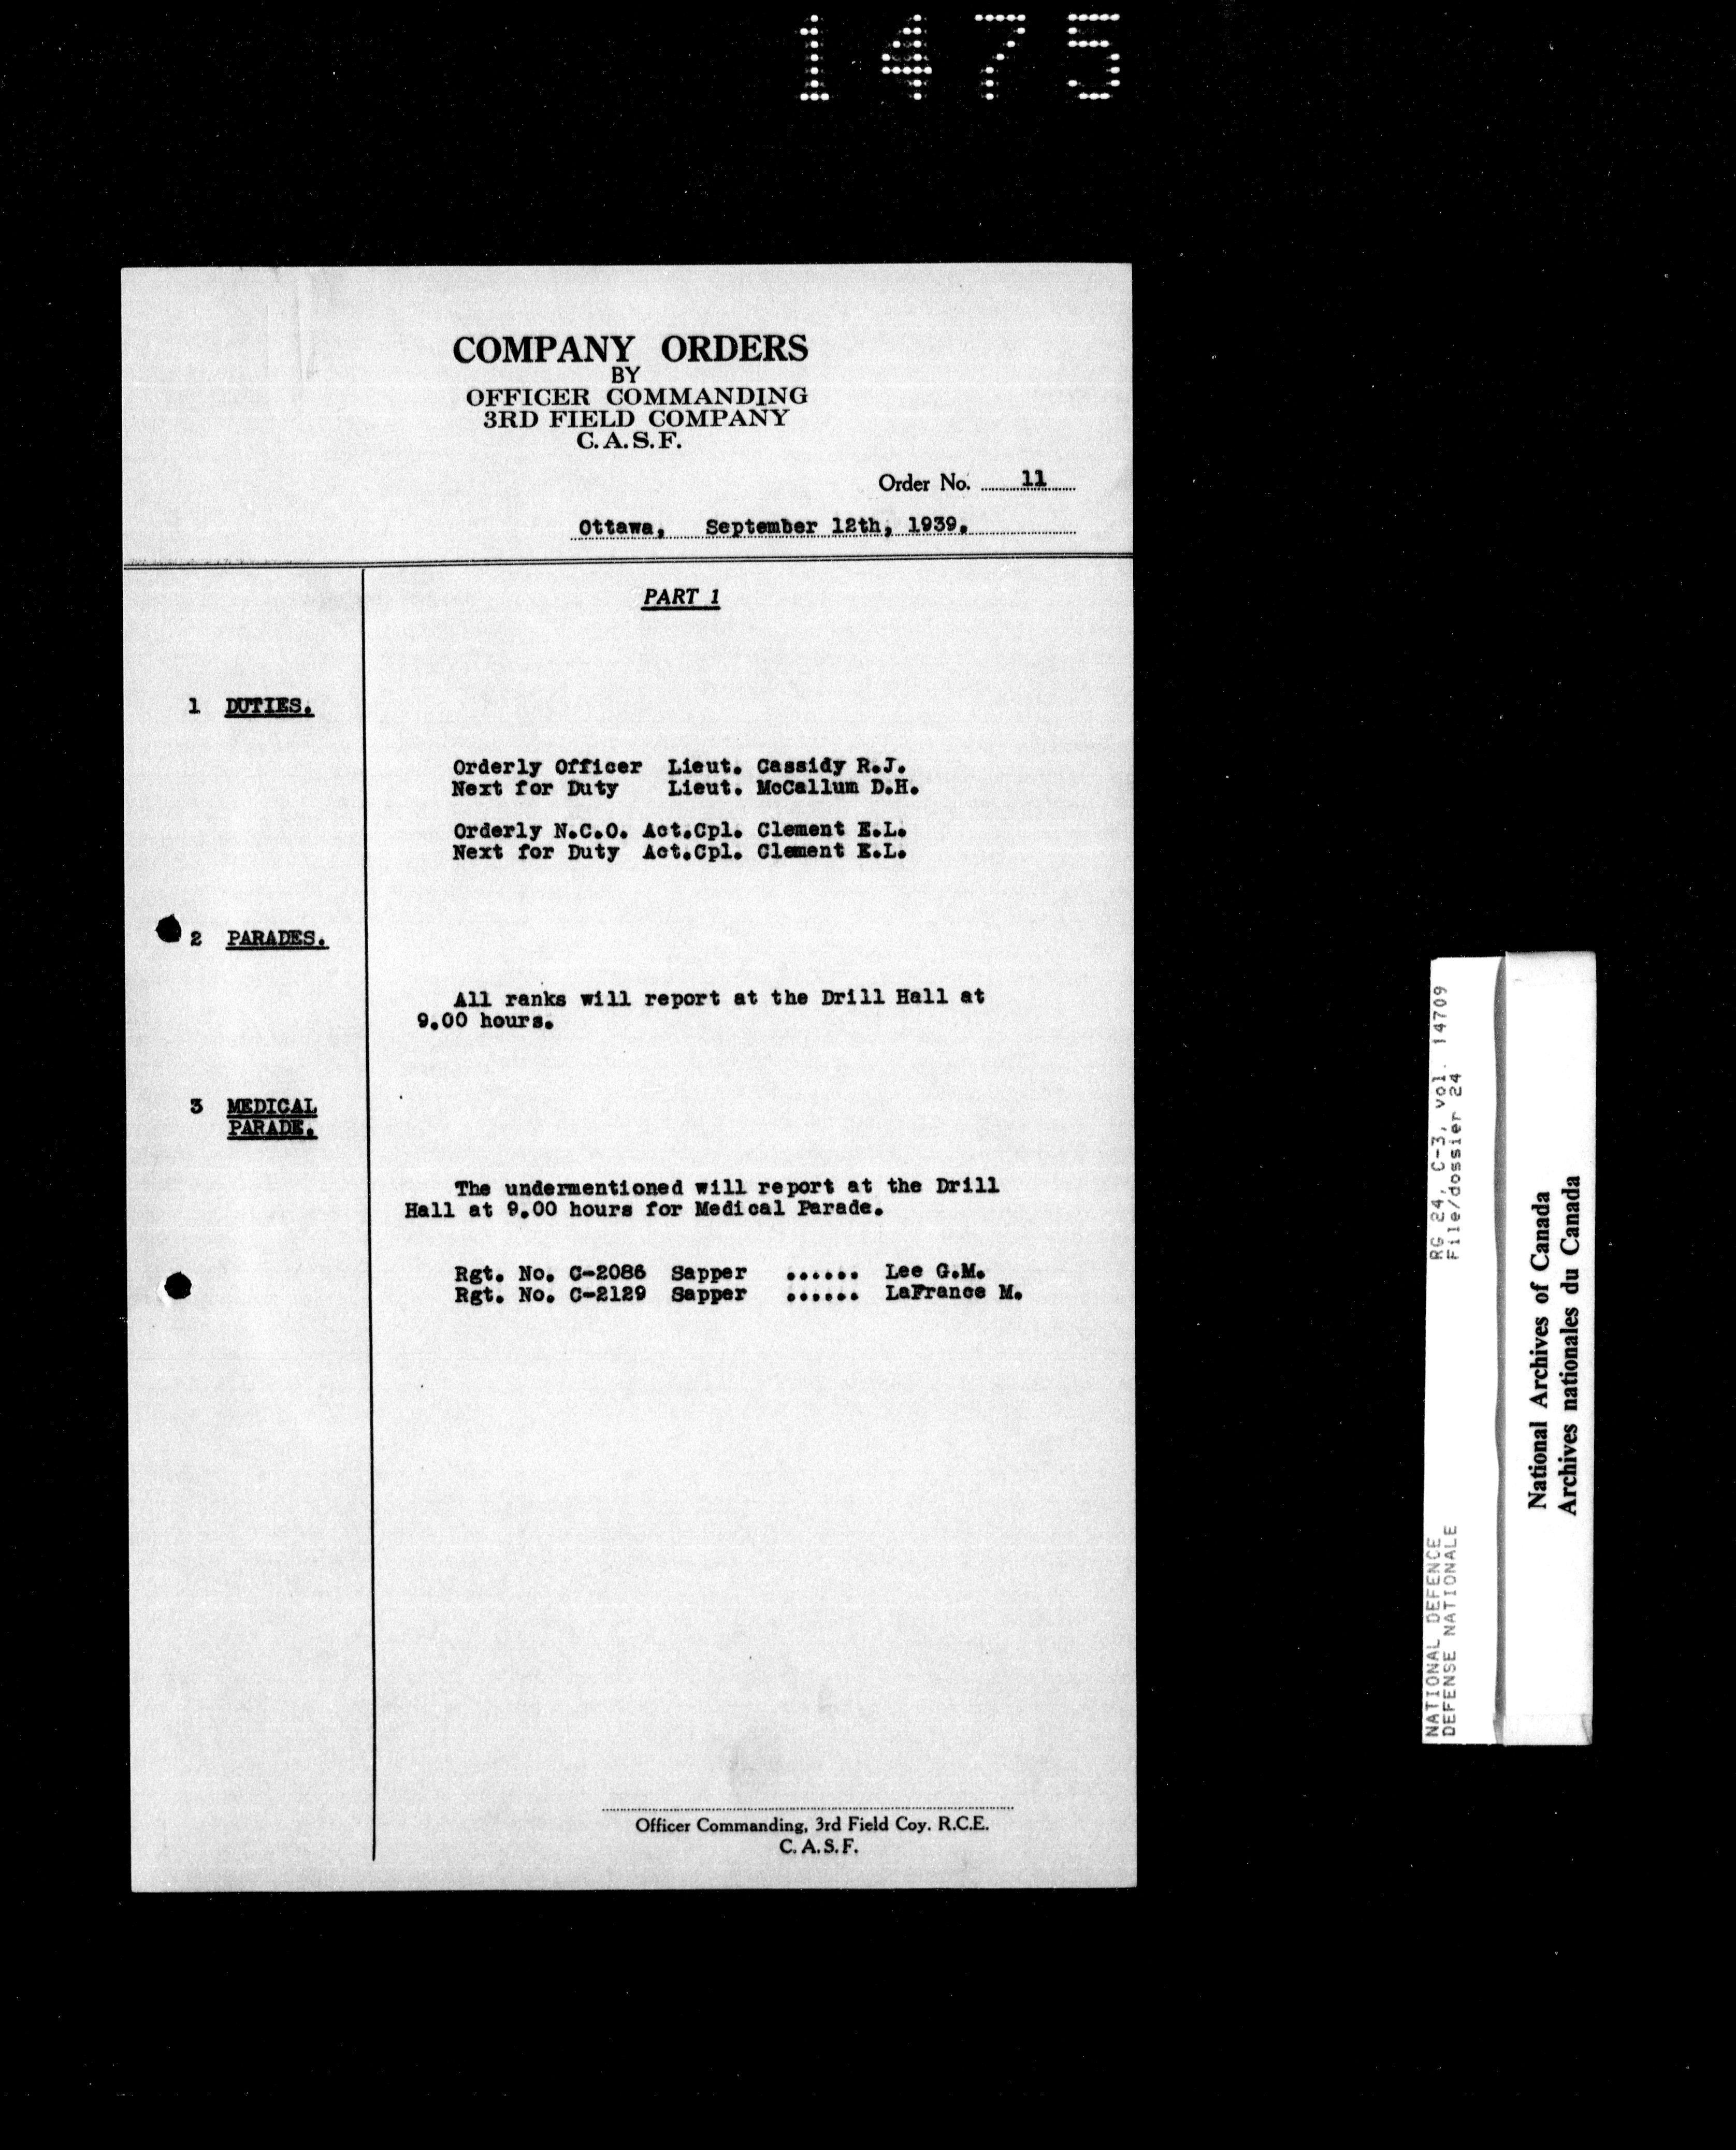 1475
COMPANY ORDERS
BY
OFFICER COMMANDING
3RD FIELD COMPANY
C.A.S.F.
Order No. 11
Ottawa, September 12th, 1939.
PART 1
1 DUTIES.
Orderly Officer Lieut. Cassidy R.J.
Next for Duty Lieut. McCallum D.H.
Orderly N.C.O. Act.Cpl. Clement E.L.
Next for Duty Act.Cpl. Clement E.L.
2 PARADES.
All ranks will report at the Drill Hall at
9.00 hours.
3 MEDICAL
PARADE.
The undermentioned will report at the Drill
Hall at 9.00 hours for Medical Parade.
Rgt. No. C-2086 Sapper ...... Lee G.M.
Rgt. No. C-2129 Sapper ...... LaFrance M.
Officer Commanding, 3rd Field Coy. R.C.E.
C.A.S.F.
NATIONAL DEFENCE RG 24, C-3, Vol. 14709
DEFENSE NATIONALE File/dossier 24
National Archives of Canada
Archives nationales du Canada